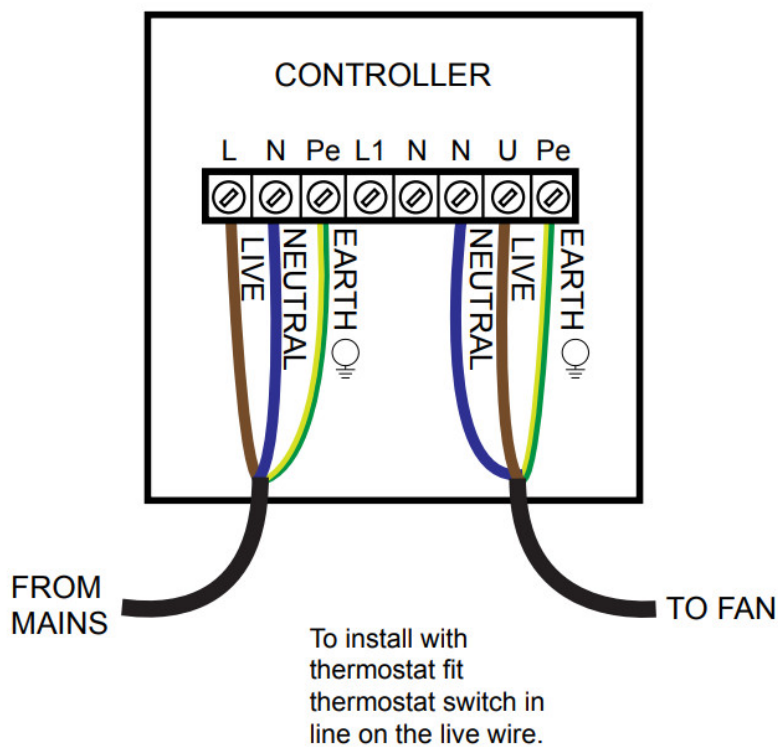 CONTROLLER
L N Pe L1 N N U Pe
LIVE
NEUTRAL
EARTH
NEUTRAL
LIVE
EARTH
FROM
MAINS
TO FAN
To install with
thermostat fit
thermostat switch in
line on the live wire.